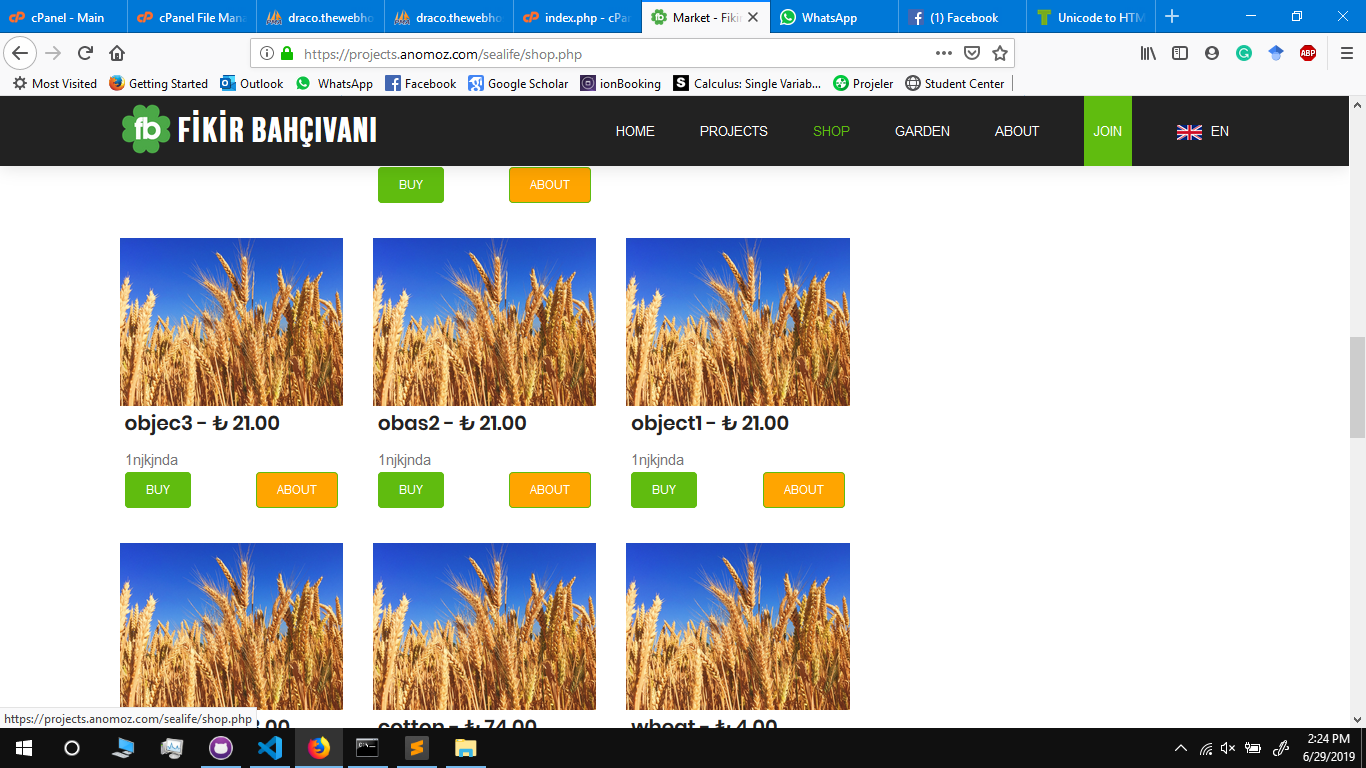 cPanel - Main
cPanel File Mana
draco.thewebho
draco.thewebho
index.php - cPa
Market - Fikir
WhatsApp
(1) Facebook
Unicode to HTM
https://projects.anomoz.com/sealife/shop.php
ABP
Most Visited
Getting Started
Outlook
WhatsApp
Facebook
Google Scholar
ionBooking
Calculus: Single Variab...
Projeler
Student Center
fb FİKİR BAHÇIVANI
HOME
PROJECTS
SHOP
GARDEN
ABOUT
JOIN
EN
BUY
ABOUT
objec3 - ₺ 21.00
obas2 - ₺ 21.00
object1 - ₺ 21.00
1njkjnda
1njkjnda
1njkjnda
BUY
ABOUT
BUY
ABOUT
BUY
ABOUT
cotton - ₺ 74.00
wheat - ₺ 4.00
https://projects.anomoz.com/sealife/shop.php
2:24 PM
6/29/2019